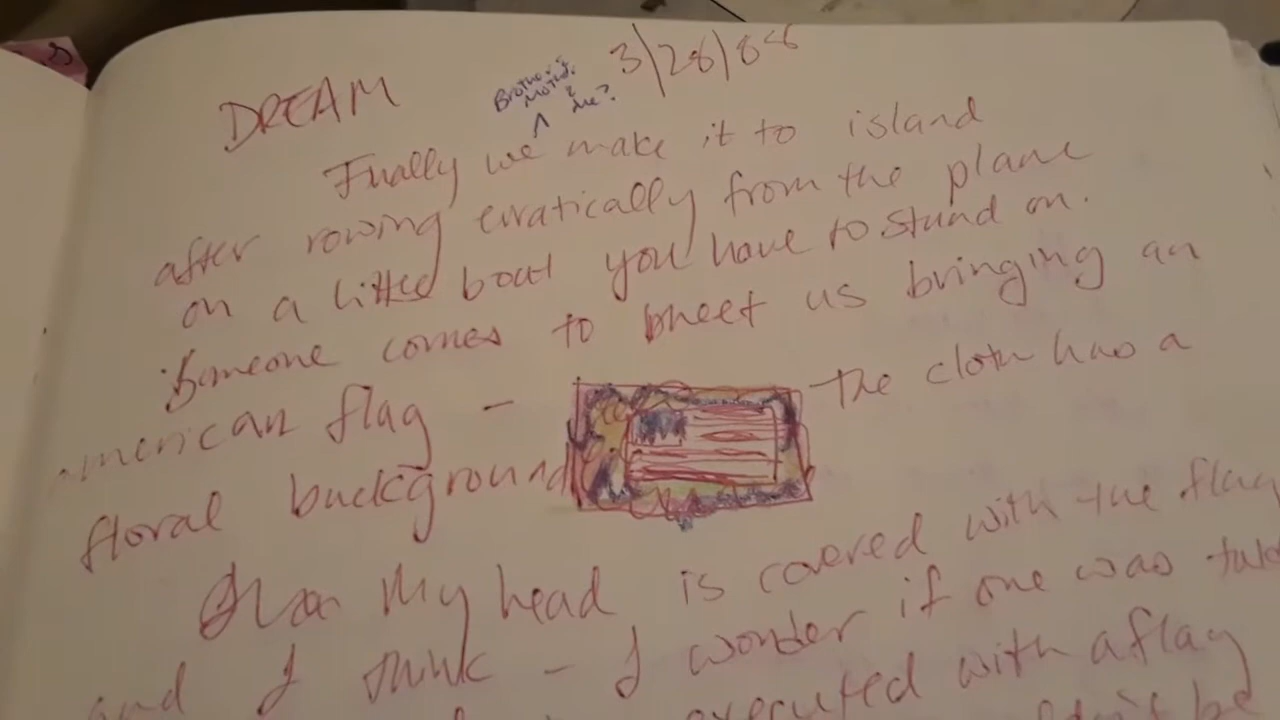 DREAM 3/28/88
Brother,
Mother
& me?
Finally we make it to island
after rowing erratically from the plane
on a little boat you have to stand on.
Someone comes to meet us bringing an
american flag – The cloth has a
floral background
My head is covered with the flag
and I think – I wonder if one was
executed with a flag
be